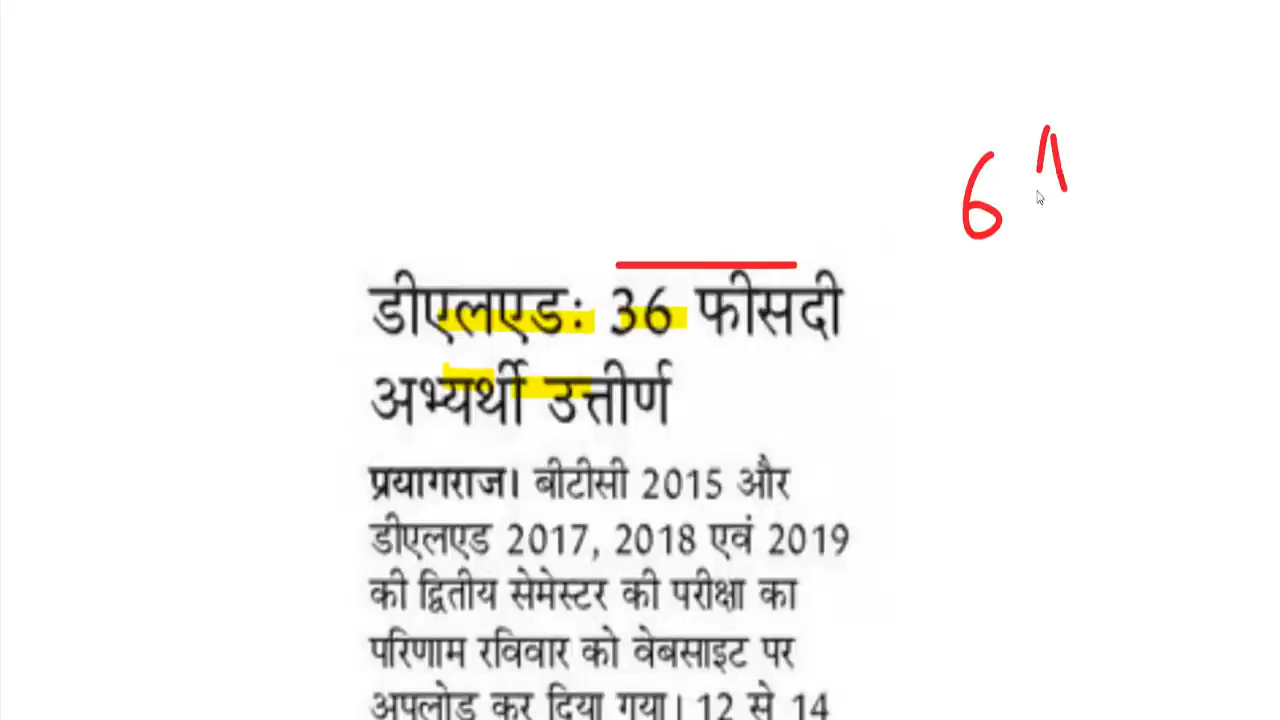 6
डीएलएडः 36 फीसदी
अभ्यर्थी उत्तीर्ण
प्रयागराज। बीटीसी 2015 और
डीएलएड 2017, 2018 एवं 2019
की द्वितीय सेमेस्टर की परीक्षा का
परिणाम रविवार को वेबसाइट पर
अपलोड कर दिया गया। 12 से 14